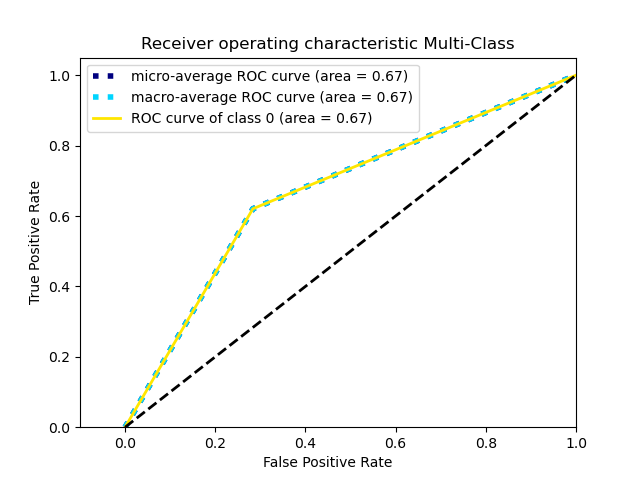 Receiver operating characteristic Multi-Class
micro-average ROC curve (area = 0.67)
macro-average ROC curve (area = 0.67)
ROC curve of class 0 (area = 0.67)
True Positive Rate
1.0
0.8
0.6
0.4
0.2
0.0
0.0 0.2 0.4 0.6 0.8 1.0
False Positive Rate